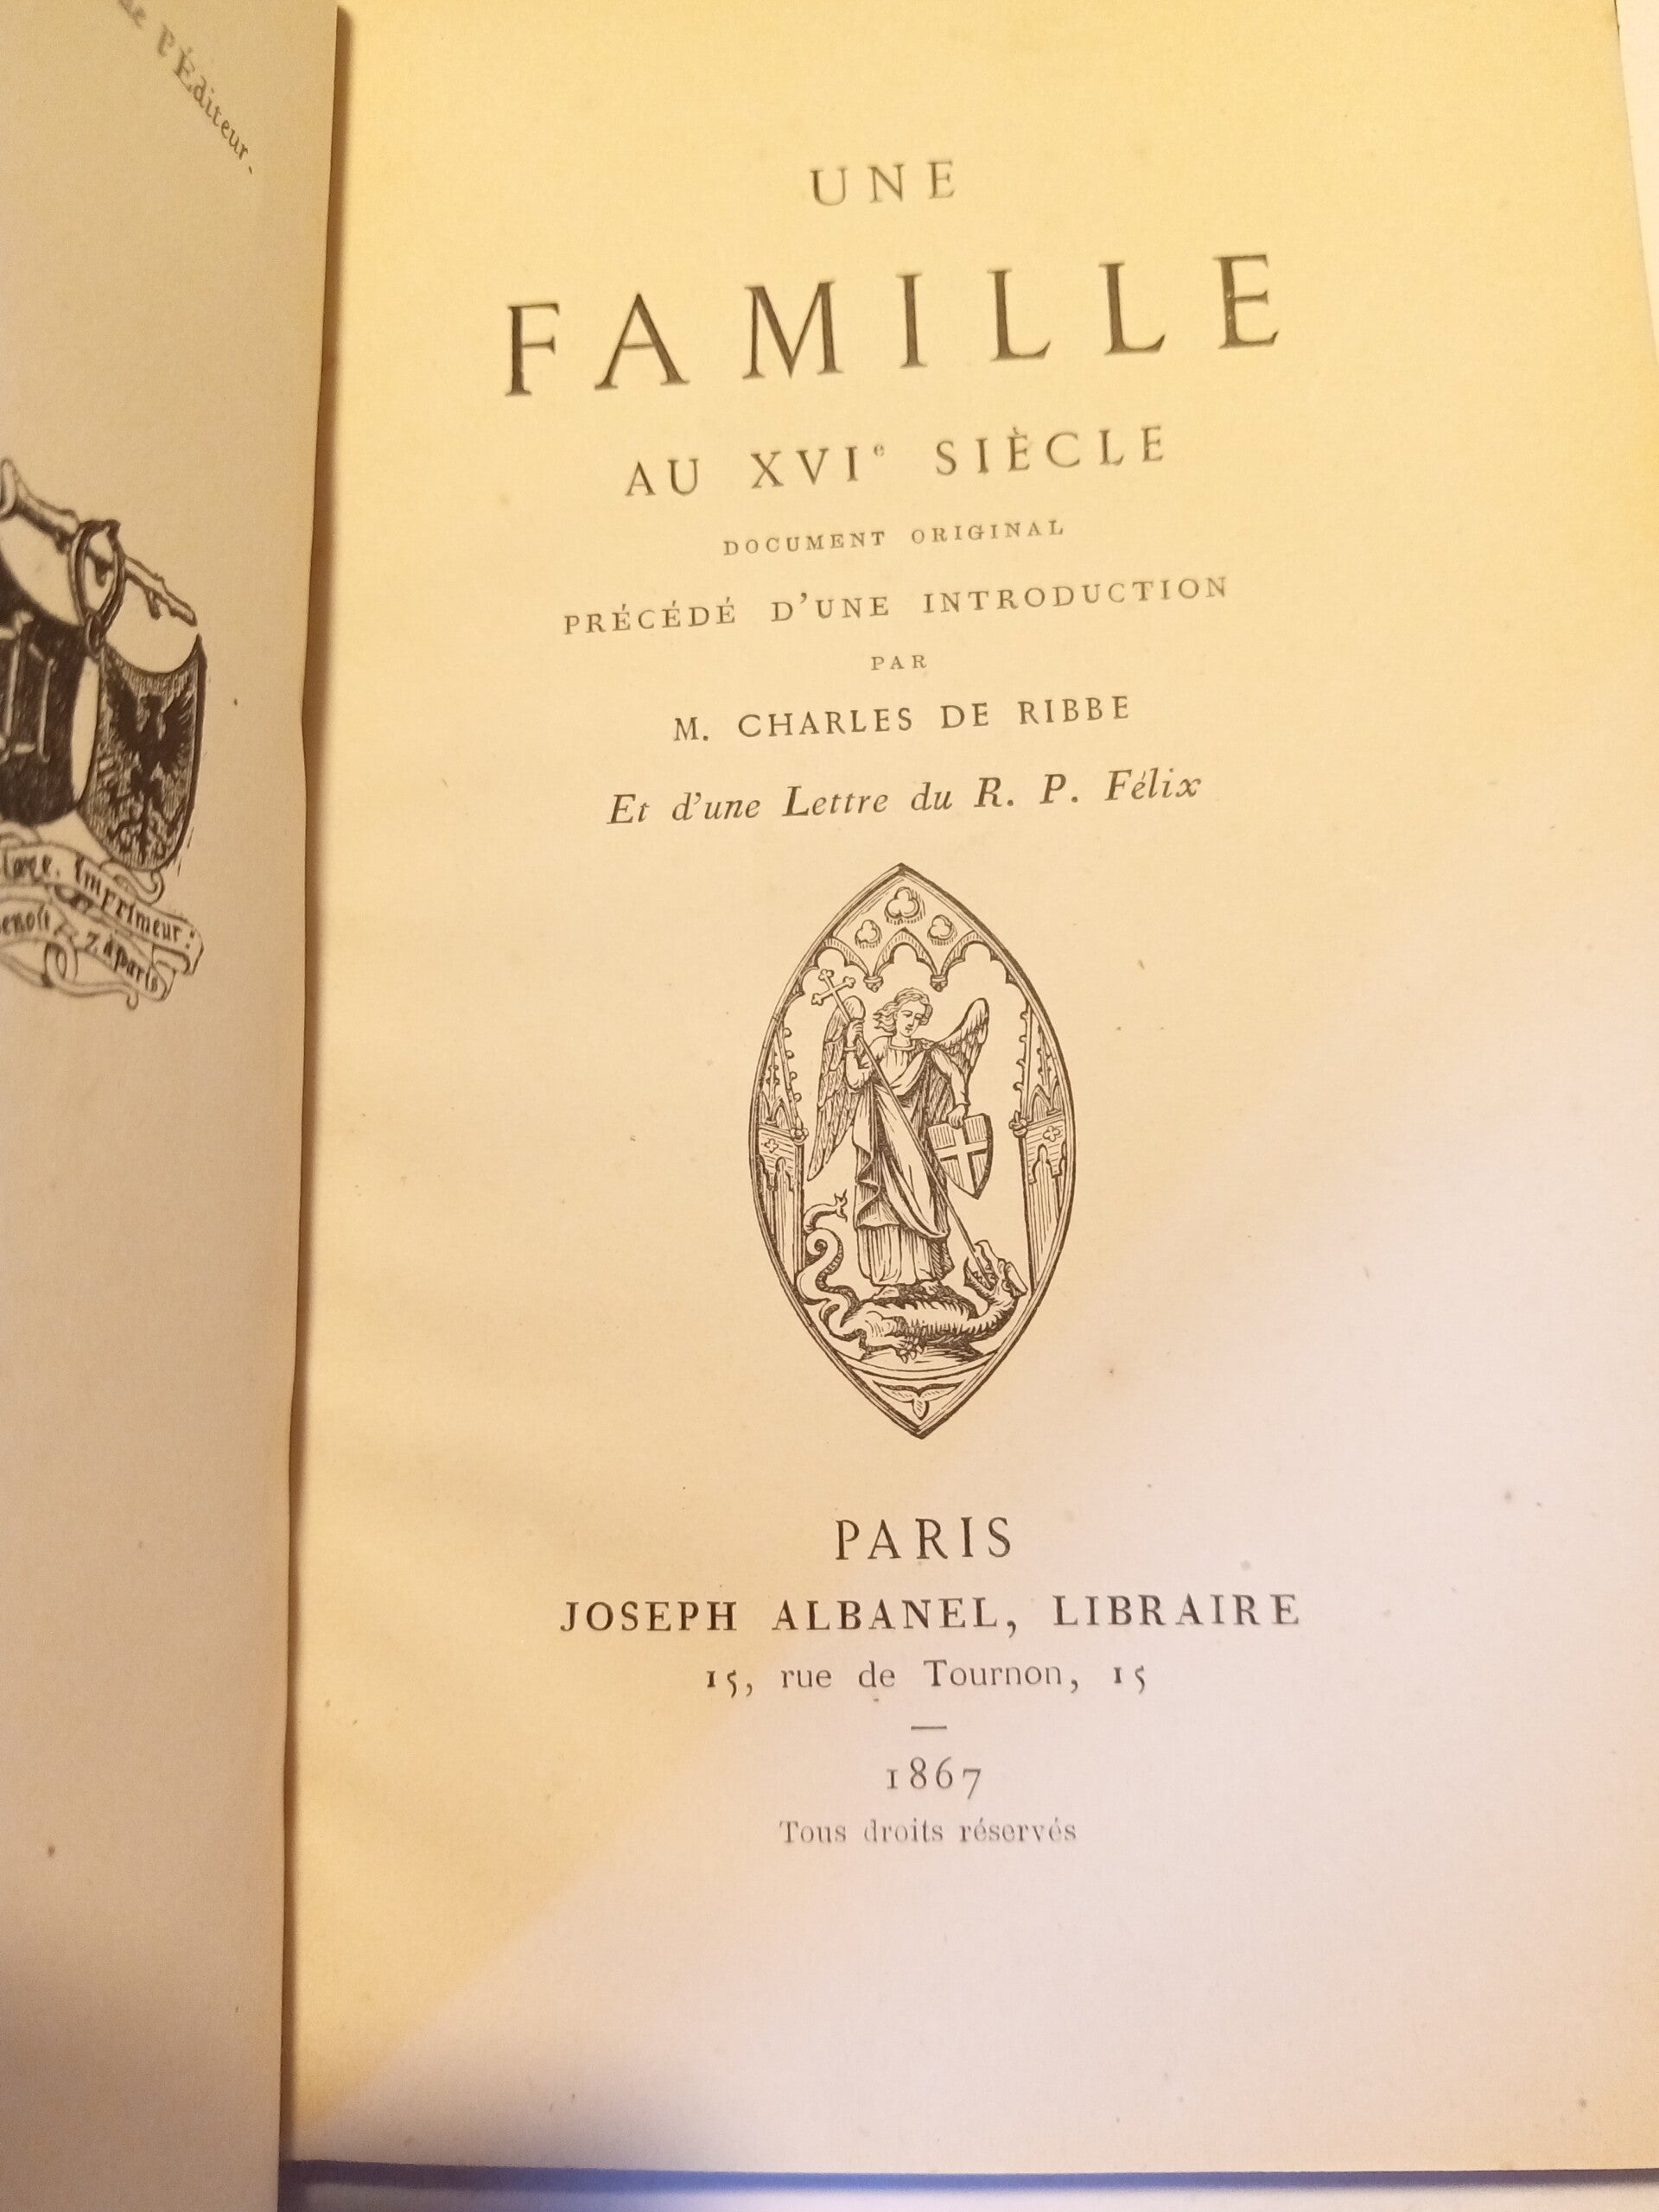 l'Éditeur.
Imprimeur:
à Paris
UNE
FAMILLE
AU XVIe SIÈCLE
DOCUMENT ORIGINAL
PRÉCÉDÉ D'UNE INTRODUCTION
PAR
M. CHARLES DE RIBBE
Et d'une Lettre du R. P. Félix
PARIS
JOSEPH ALBANEL, LIBRAIRE
15, rue de Tournon, 15
1867
Tous droits réservés